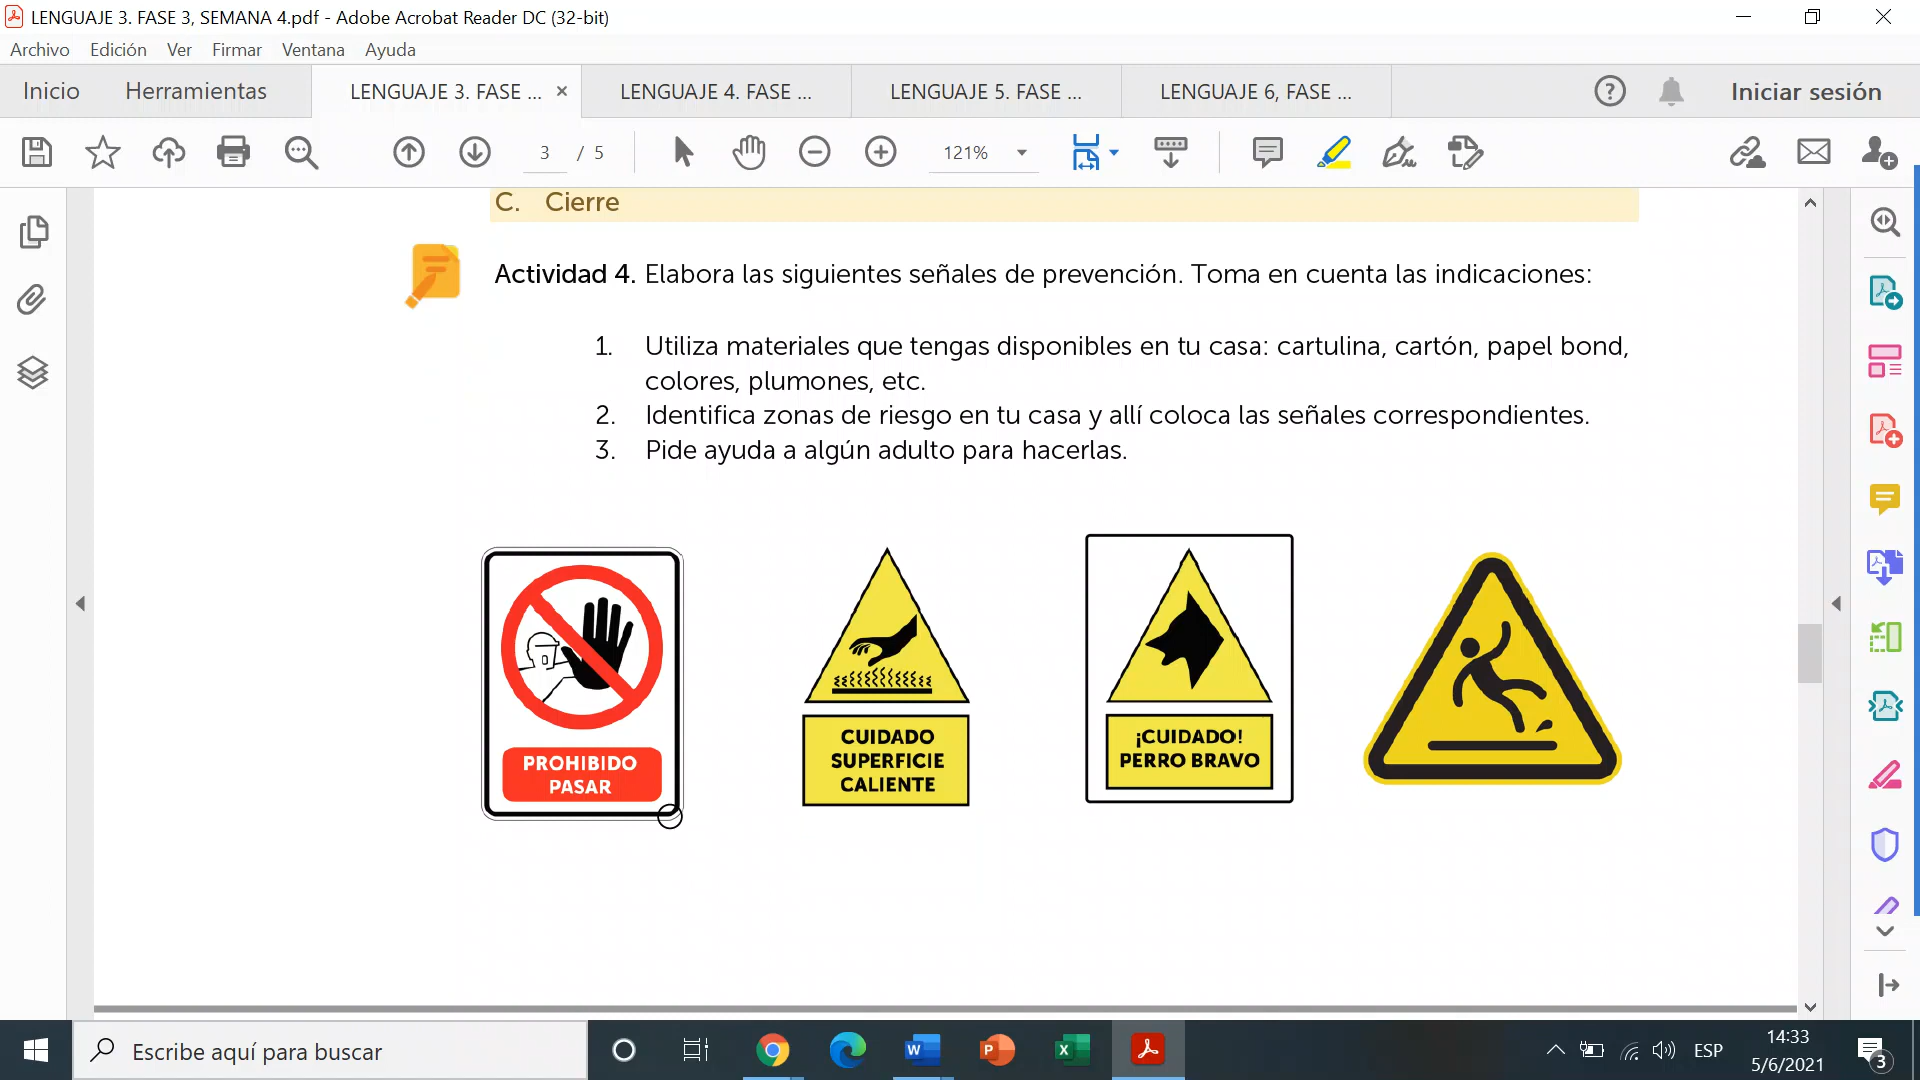 LENGUAJE 3. FASE 3, SEMANA 4.pdf - Adobe Acrobat Reader DC (32-bit)
Archivo Edición Ver Firmar Ventana Ayuda
Inicio Herramientas LENGUAJE 3. FASE ... × LENGUAJE 4. FASE ... LENGUAJE 5. FASE ... LENGUAJE 6, FASE ... ? Iniciar sesión
3 / 5 121%
C. Cierre
Actividad 4. Elabora las siguientes señales de prevención. Toma en cuenta las indicaciones:
1. Utiliza materiales que tengas disponibles en tu casa: cartulina, cartón, papel bond,
colores, plumones, etc.
2. Identifica zonas de riesgo en tu casa y allí coloca las señales correspondientes.
3. Pide ayuda a algún adulto para hacerlas.
PROHIBIDO
PASAR
CUIDADO
SUPERFICIE
CALIENTE
¡CUIDADO!
PERRO BRAVO
Escribe aquí para buscar
W P X
ESP
14:33
5/6/2021
3